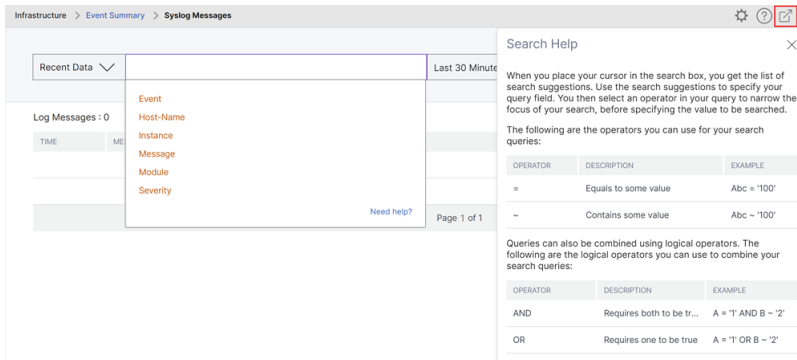 Infrastructure > Event Summary > Syslog Messages
Recent Data
Last 30 Minute
Event
Host-Name
Instance
Message
Module
Severity
Need help?
Log Messages : 0
TIME
ME
Page 1 of 1
Search Help
When you place your cursor in the search box, you get the list of
search suggestions. Use the search suggestions to specify your
query field. You then select an operator in your query to narrow the
focus of your search, before specifying the value to be searched.
The following are the operators you can use for your search
queries:
OPERATOR DESCRIPTION EXAMPLE
= Equals to some value Abc = '100'
~ Contains some value Abc ~ '100'
Queries can also be combined using logical operators. The
following are the logical operators you can use to combine your
search queries:
OPERATOR DESCRIPTION EXAMPLE
AND Requires both to be tr... A = '1' AND B ~ '2'
OR Requires one to be true A = '1' OR B ~ '2'